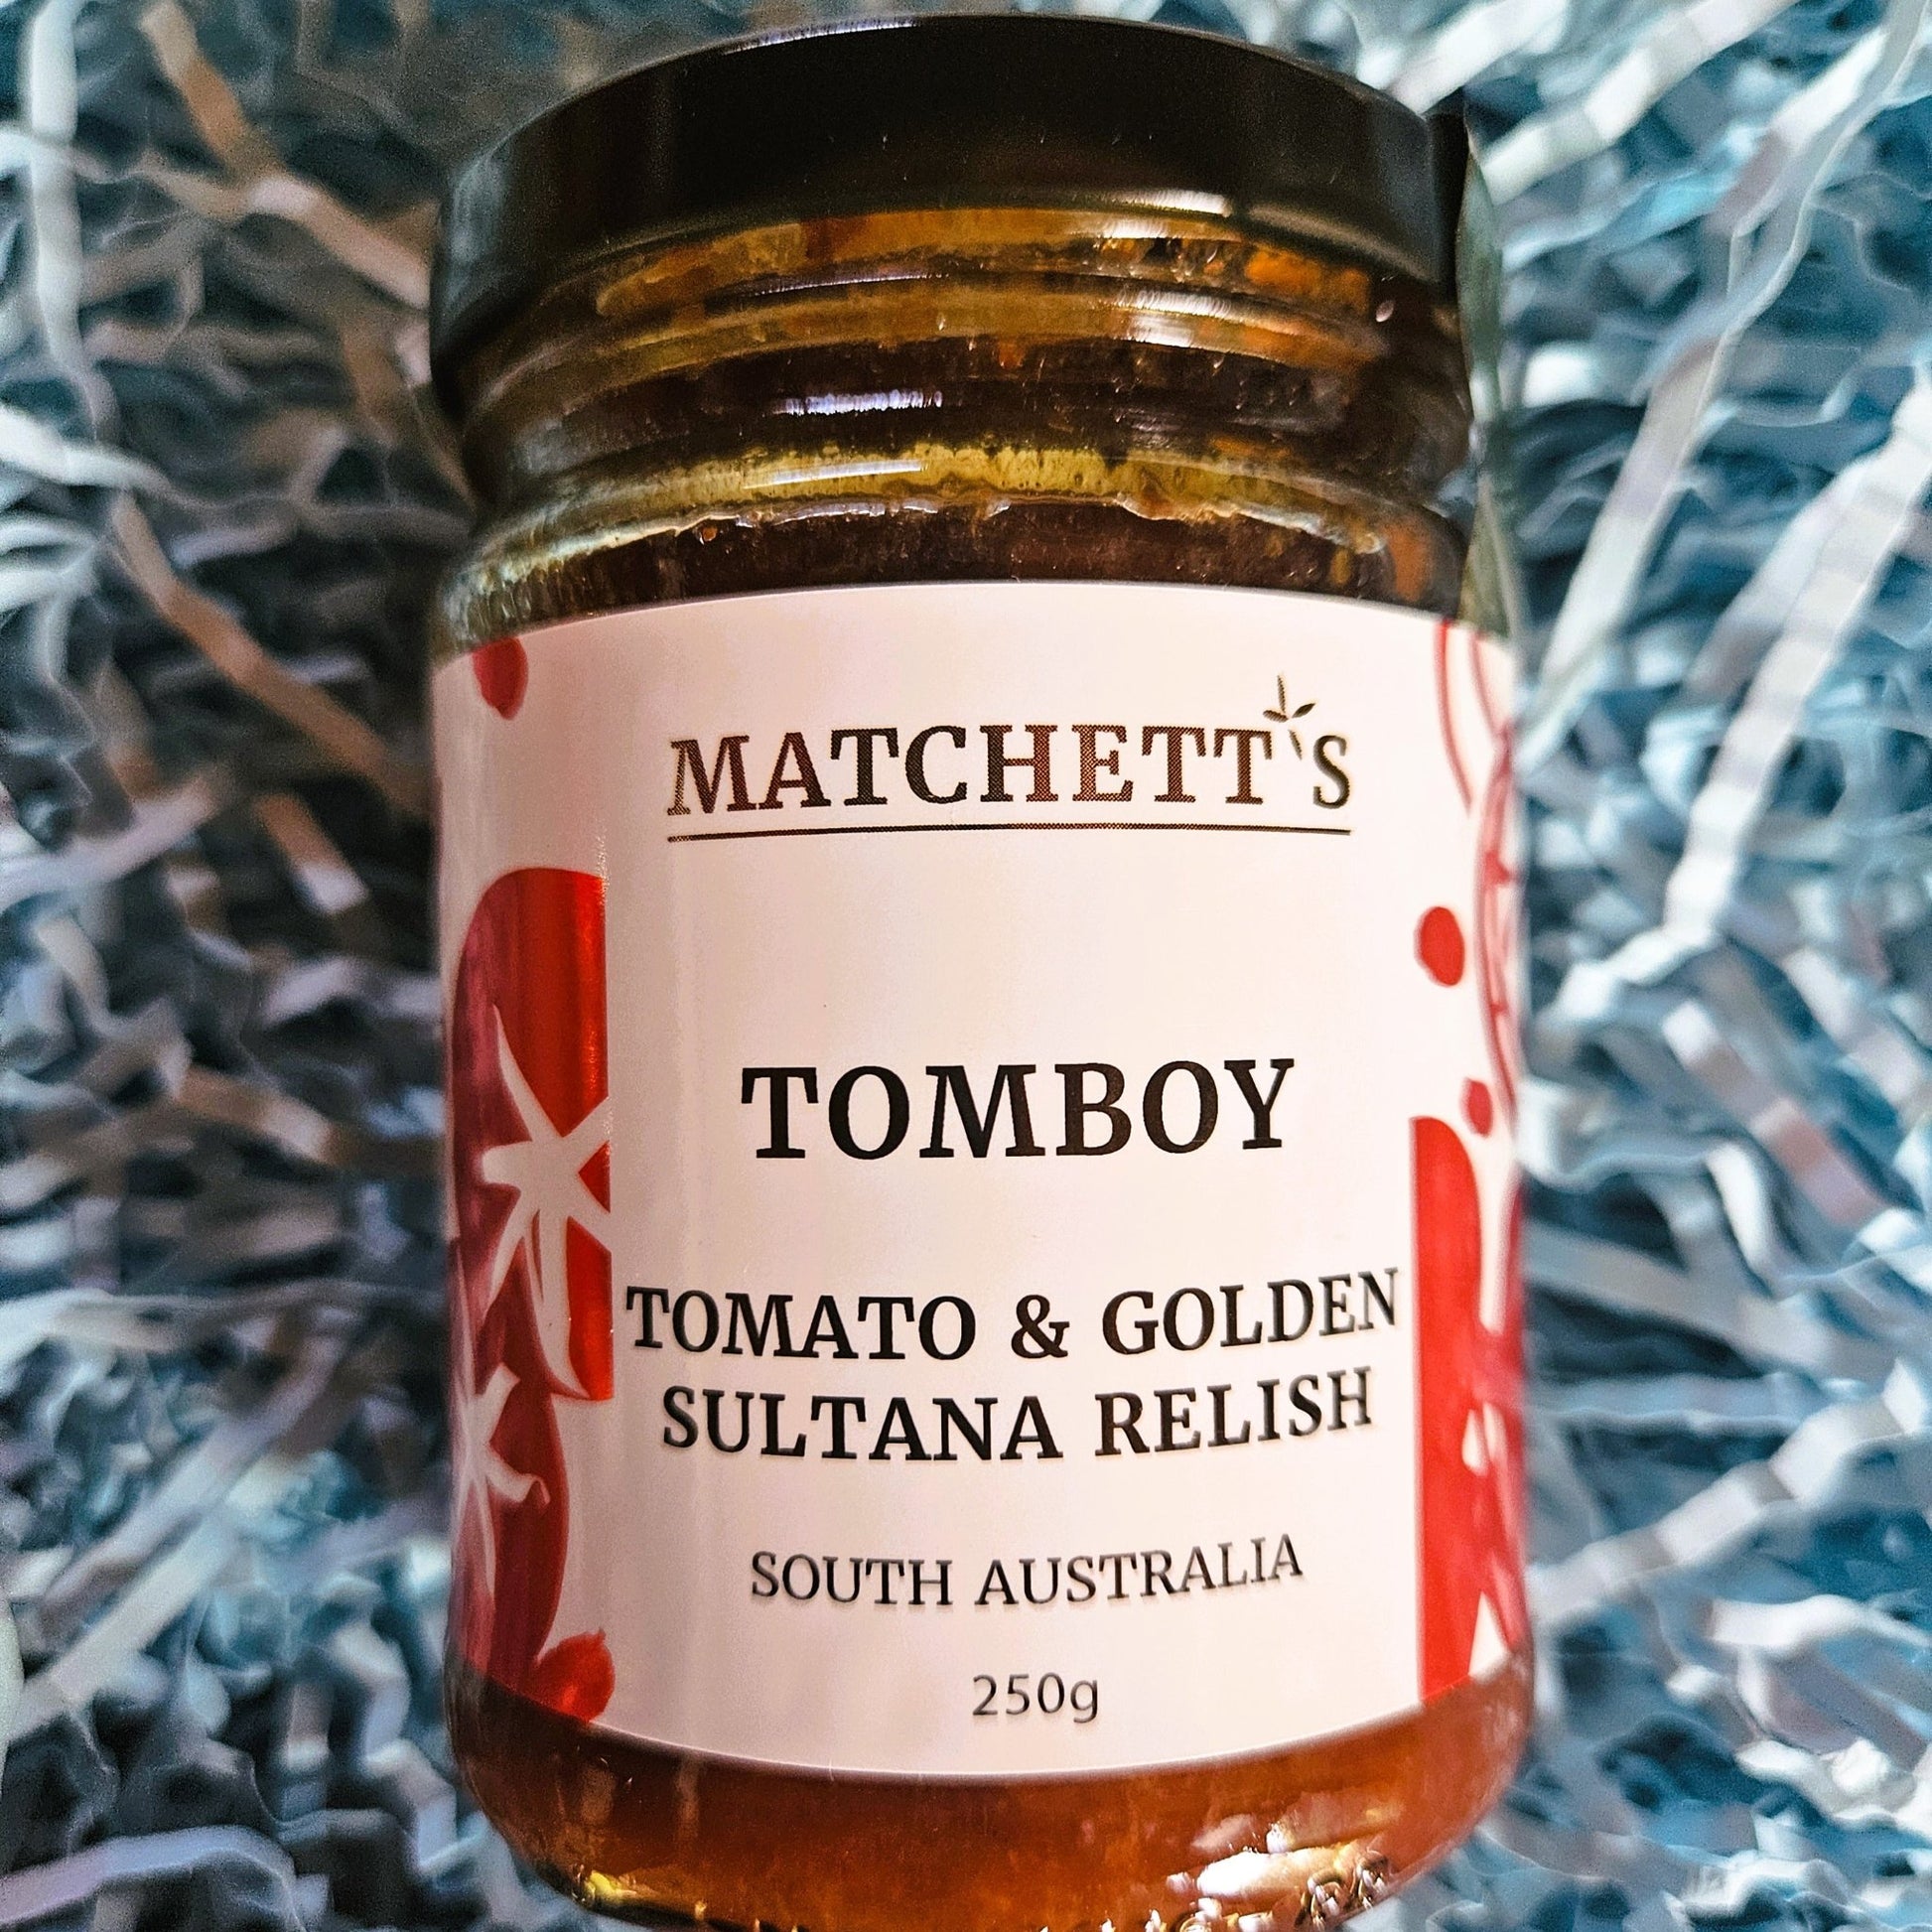 MATCHETT'S
TOMBOY
TOMATO & GOLDEN
SULTANA RELISH
SOUTH AUSTRALIA
250g